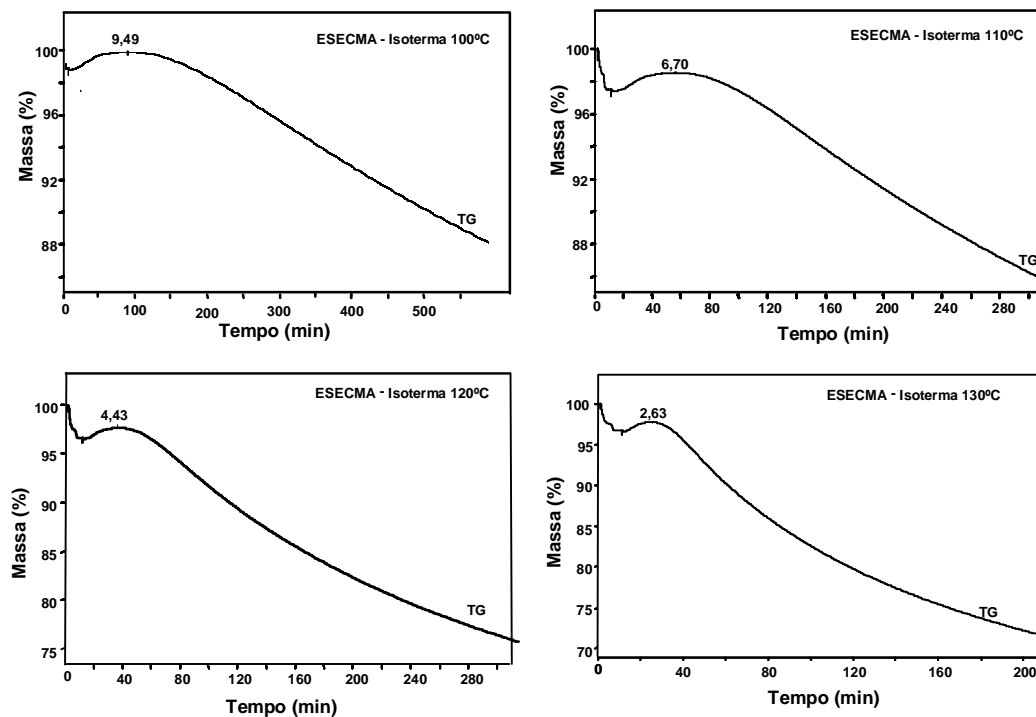 ESECMA - Isoterma 100ºC
9,49
100
96
92
88
Massa (%)
TG
0 100 200 300 400 500
Tempo (min)
ESECMA - Isoterma 110ºC
6,70
100
96
92
88
Massa (%)
TG
0 40 80 120 160 200 240 280
Tempo (min)
ESECMA - Isoterma 120ºC
4,43
100
95
90
85
80
75
Massa (%)
TG
0 40 80 120 160 200 240 280
Tempo (min)
ESECMA - Isoterma 130ºC
2,63
100
95
90
85
80
75
70
Massa (%)
TG
0 40 80 120 160 200
Tempo (min)